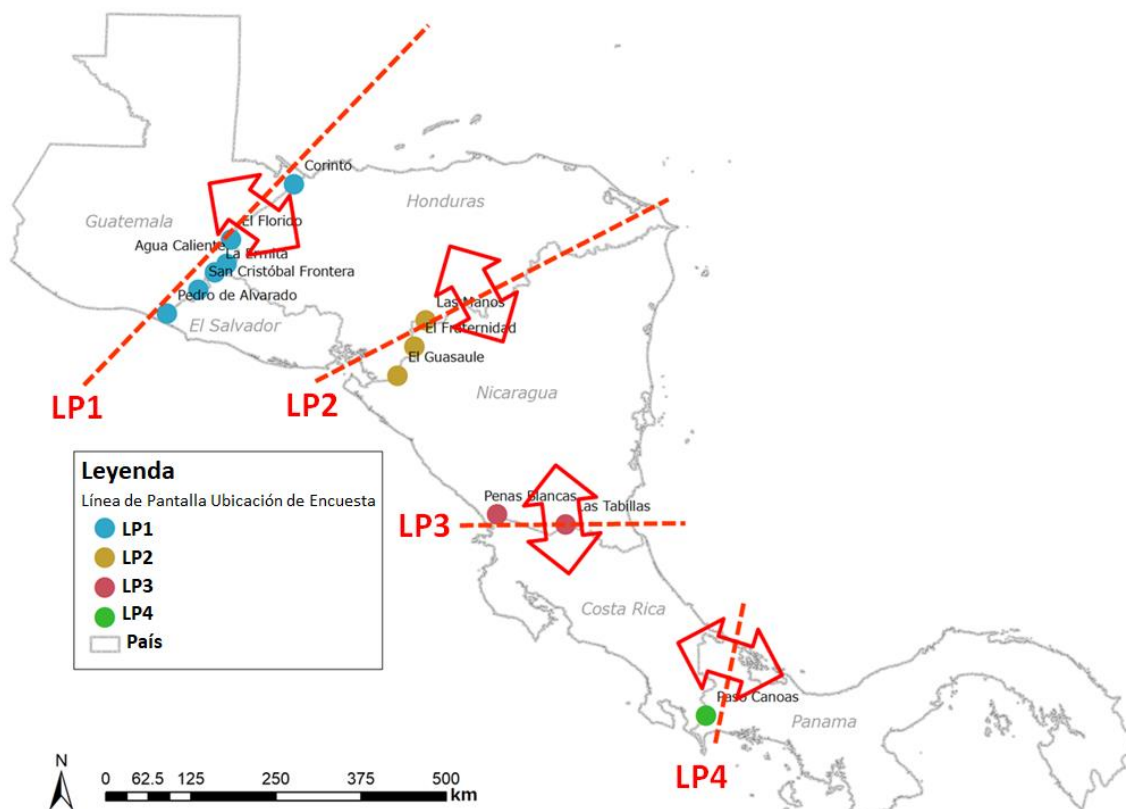 Corinto
Honduras
Guatemala
El Florido
Agua Caliente
La Ermita
San Cristóbal Frontera
Pedro de Alvarado
El Salvador
Las Manos
El Fraternidad
El Guasaule
LP1
LP2
Nicaragua
Leyenda
Línea de Pantalla Ubicación de Encuesta
LP1
LP2
LP3
LP4
País
Penas Blancas
Las Tabillas
LP3
Costa Rica
Paso Canoas
Panama
LP4
N
0 62.5 125 250 375 500
km